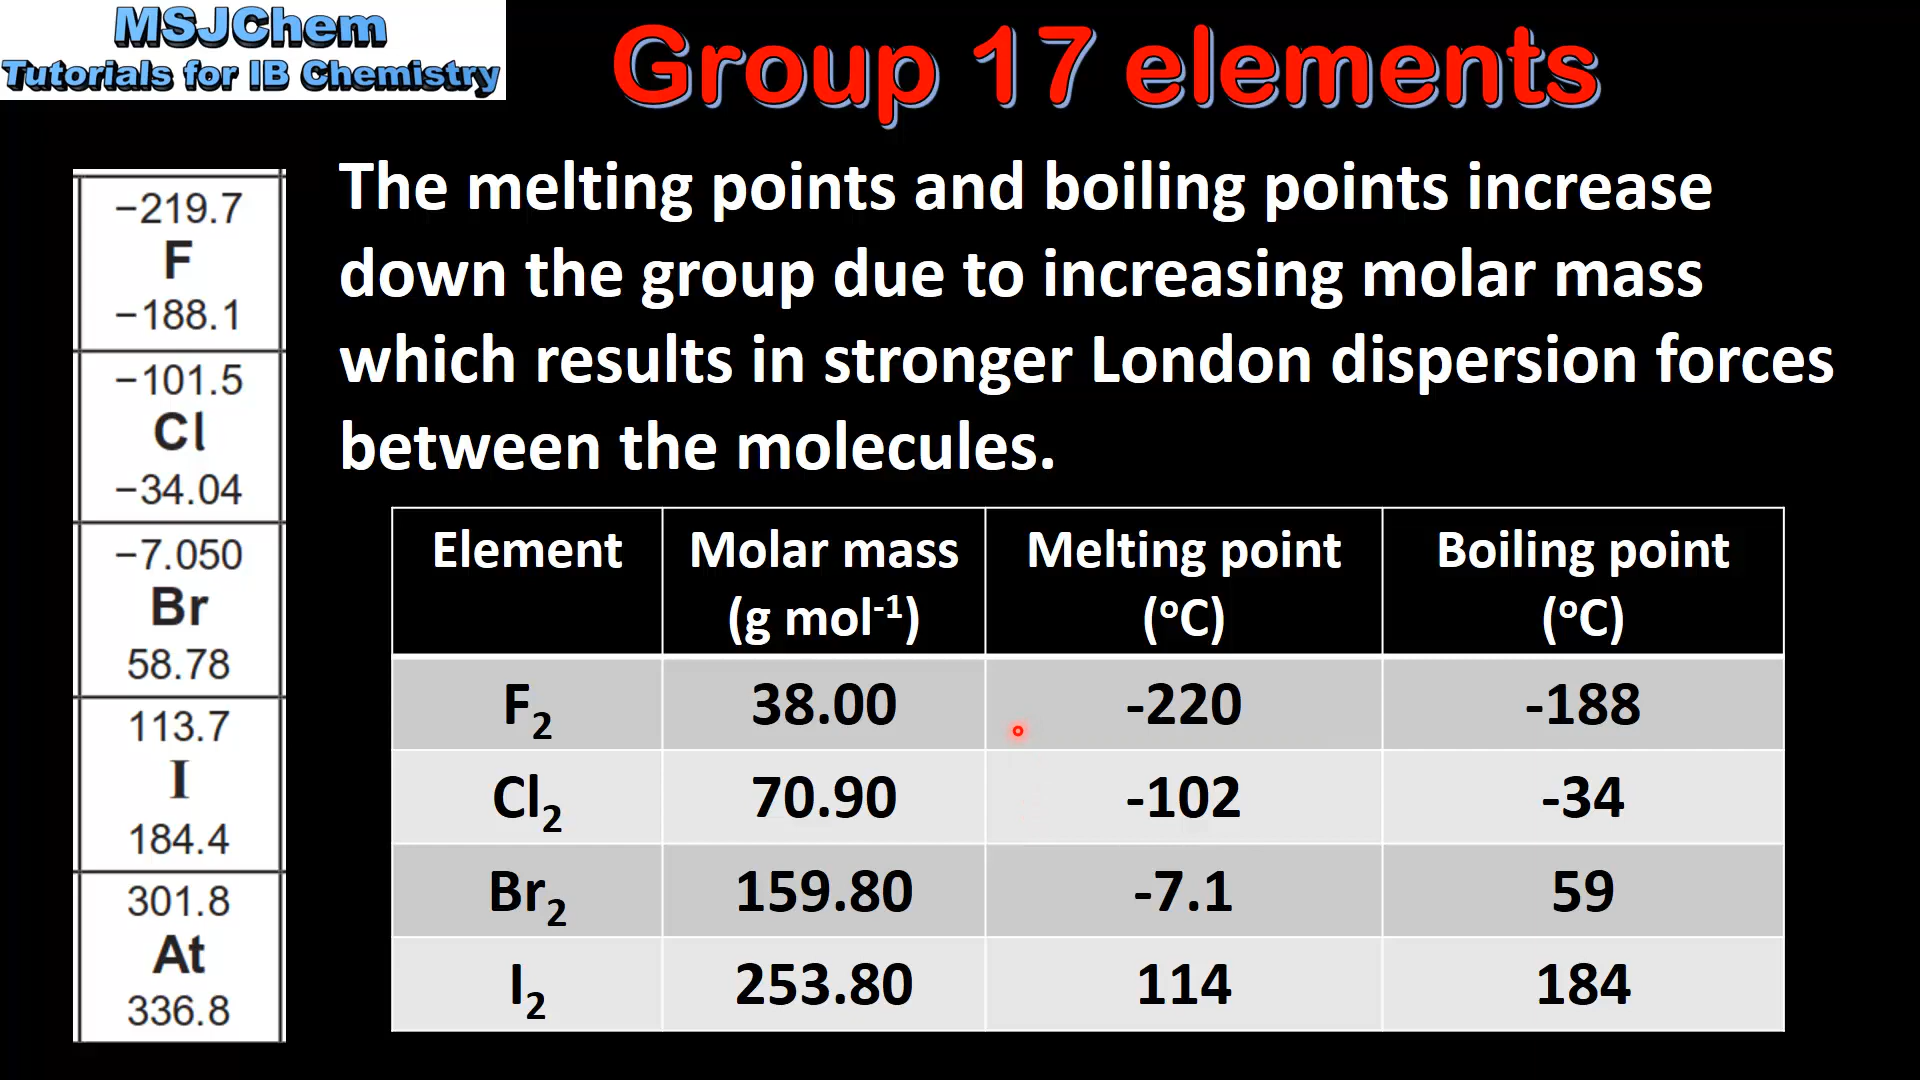 MSJChem
Tutorials for IB Chemistry
Group 17 elements
−219.7
F
−188.1
−101.5
Cl
−34.04
−7.050
Br
58.78
113.7
I
184.4
301.8
At
336.8
The melting points and boiling points increase
down the group due to increasing molar mass
which results in stronger London dispersion forces
between the molecules.
Element Molar mass (g mol⁻¹) Melting point (ᵒC) Boiling point (ᵒC)
F₂ 38.00 -220 -188
Cl₂ 70.90 -102 -34
Br₂ 159.80 -7.1 59
I₂ 253.80 114 184